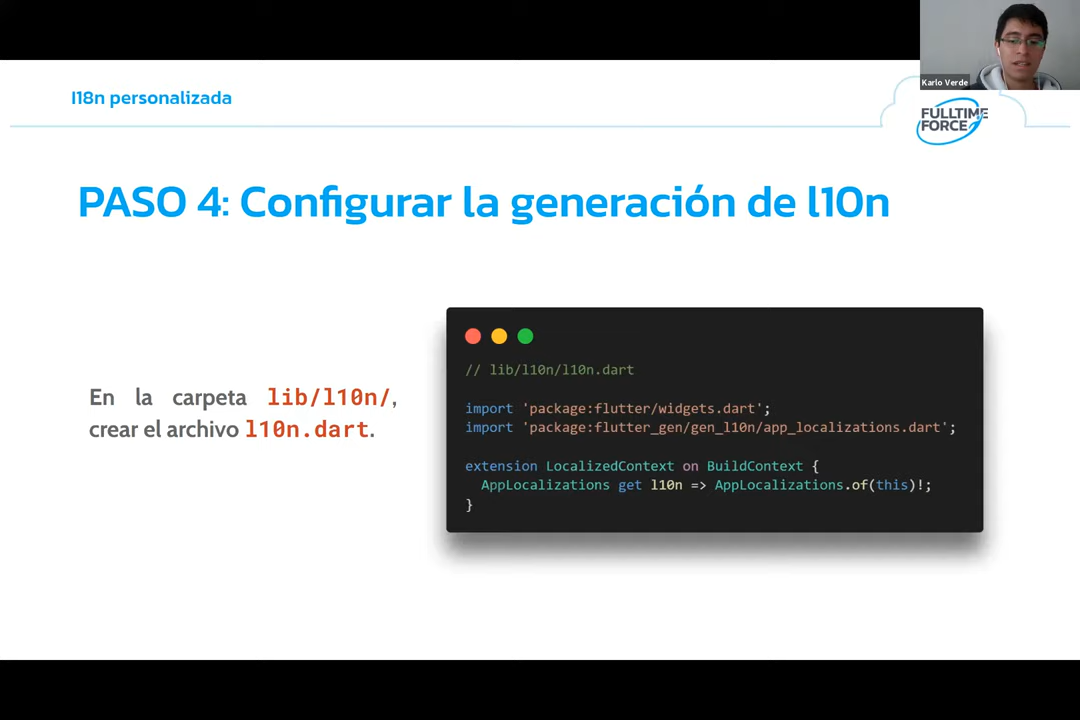 Karlo Verde
I18n personalizada
FULLTIME
FORCE
PASO 4: Configurar la generación de l10n
En la carpeta lib/l10n/,
crear el archivo l10n.dart.
// lib/l10n/l10n.dart
import 'package:flutter/widgets.dart';
import 'package:flutter_gen/gen_l10n/app_localizations.dart';
extension LocalizedContext on BuildContext {
  AppLocalizations get l10n => AppLocalizations.of(this)!;
}